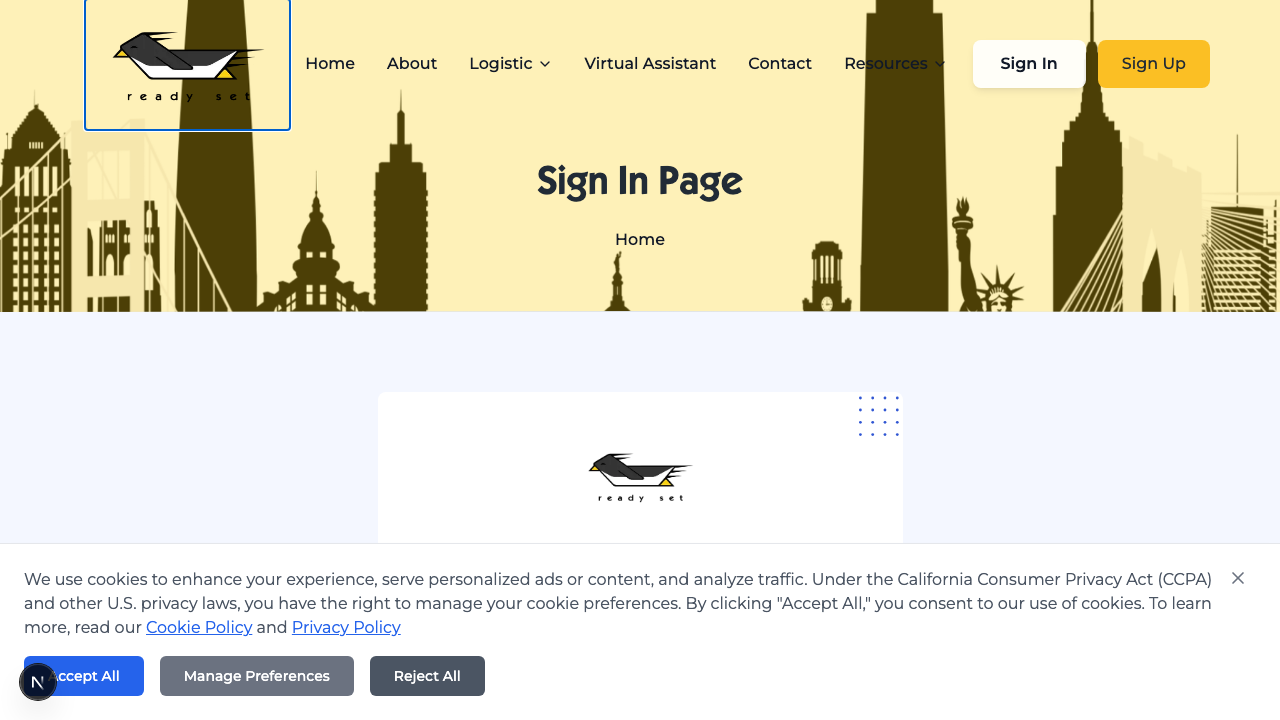 ready set
Home About Logistic Virtual Assistant Contact Resources Sign In Sign Up
Sign In Page
Home
ready set
We use cookies to enhance your experience, serve personalized ads or content, and analyze traffic. Under the California Consumer Privacy Act (CCPA)
and other U.S. privacy laws, you have the right to manage your cookie preferences. By clicking "Accept All," you consent to our use of cookies. To learn
more, read our Cookie Policy and Privacy Policy
Accept All Manage Preferences Reject All
N